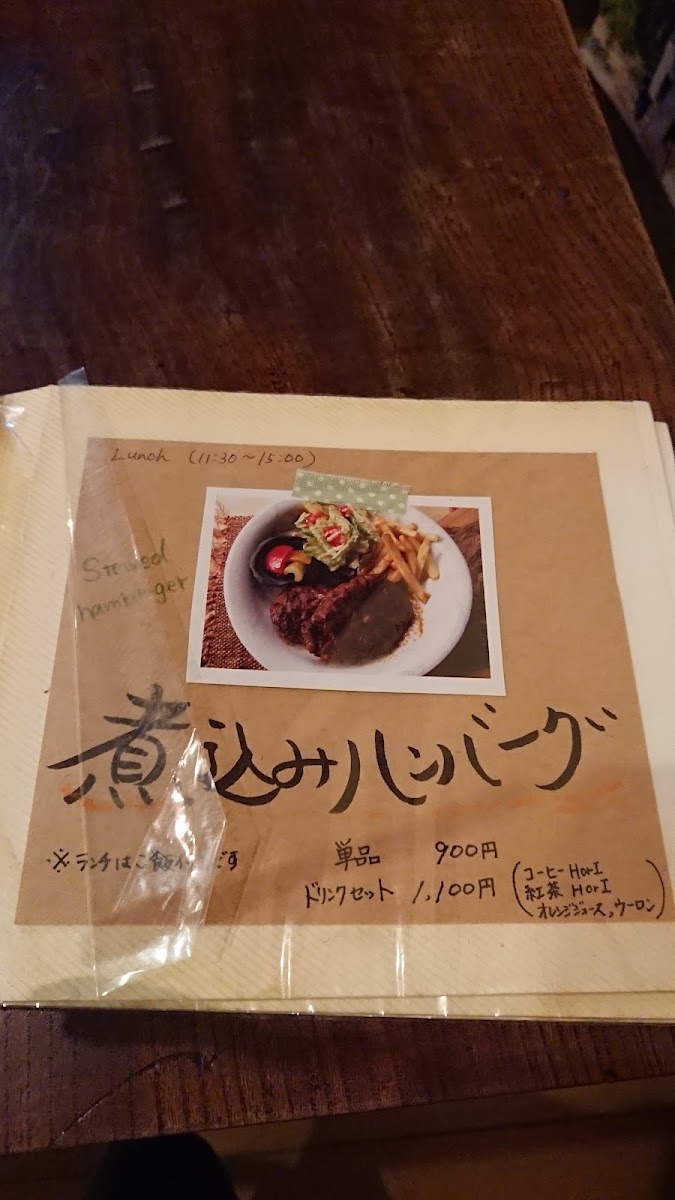 Lunch (11:30～15:00)
Stewed
hamburger
煮込みハンバーグ
※ランチはご飯付きです
単品 900円
ドリンクセット 1,100円
(コーヒー HorI
紅茶 HorI
オレンジジュース,ウーロン)